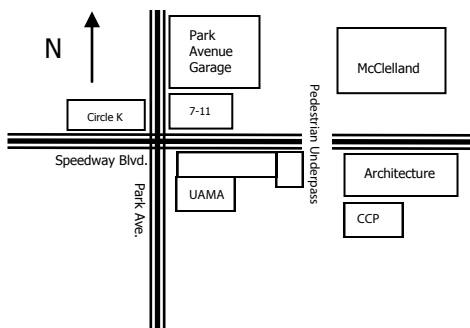 N
Park
Avenue
Garage
McClelland
Circle K
7-11
Pedestrian Underpass
Speedway Blvd.
Park Ave.
UAMA
Architecture
CCP